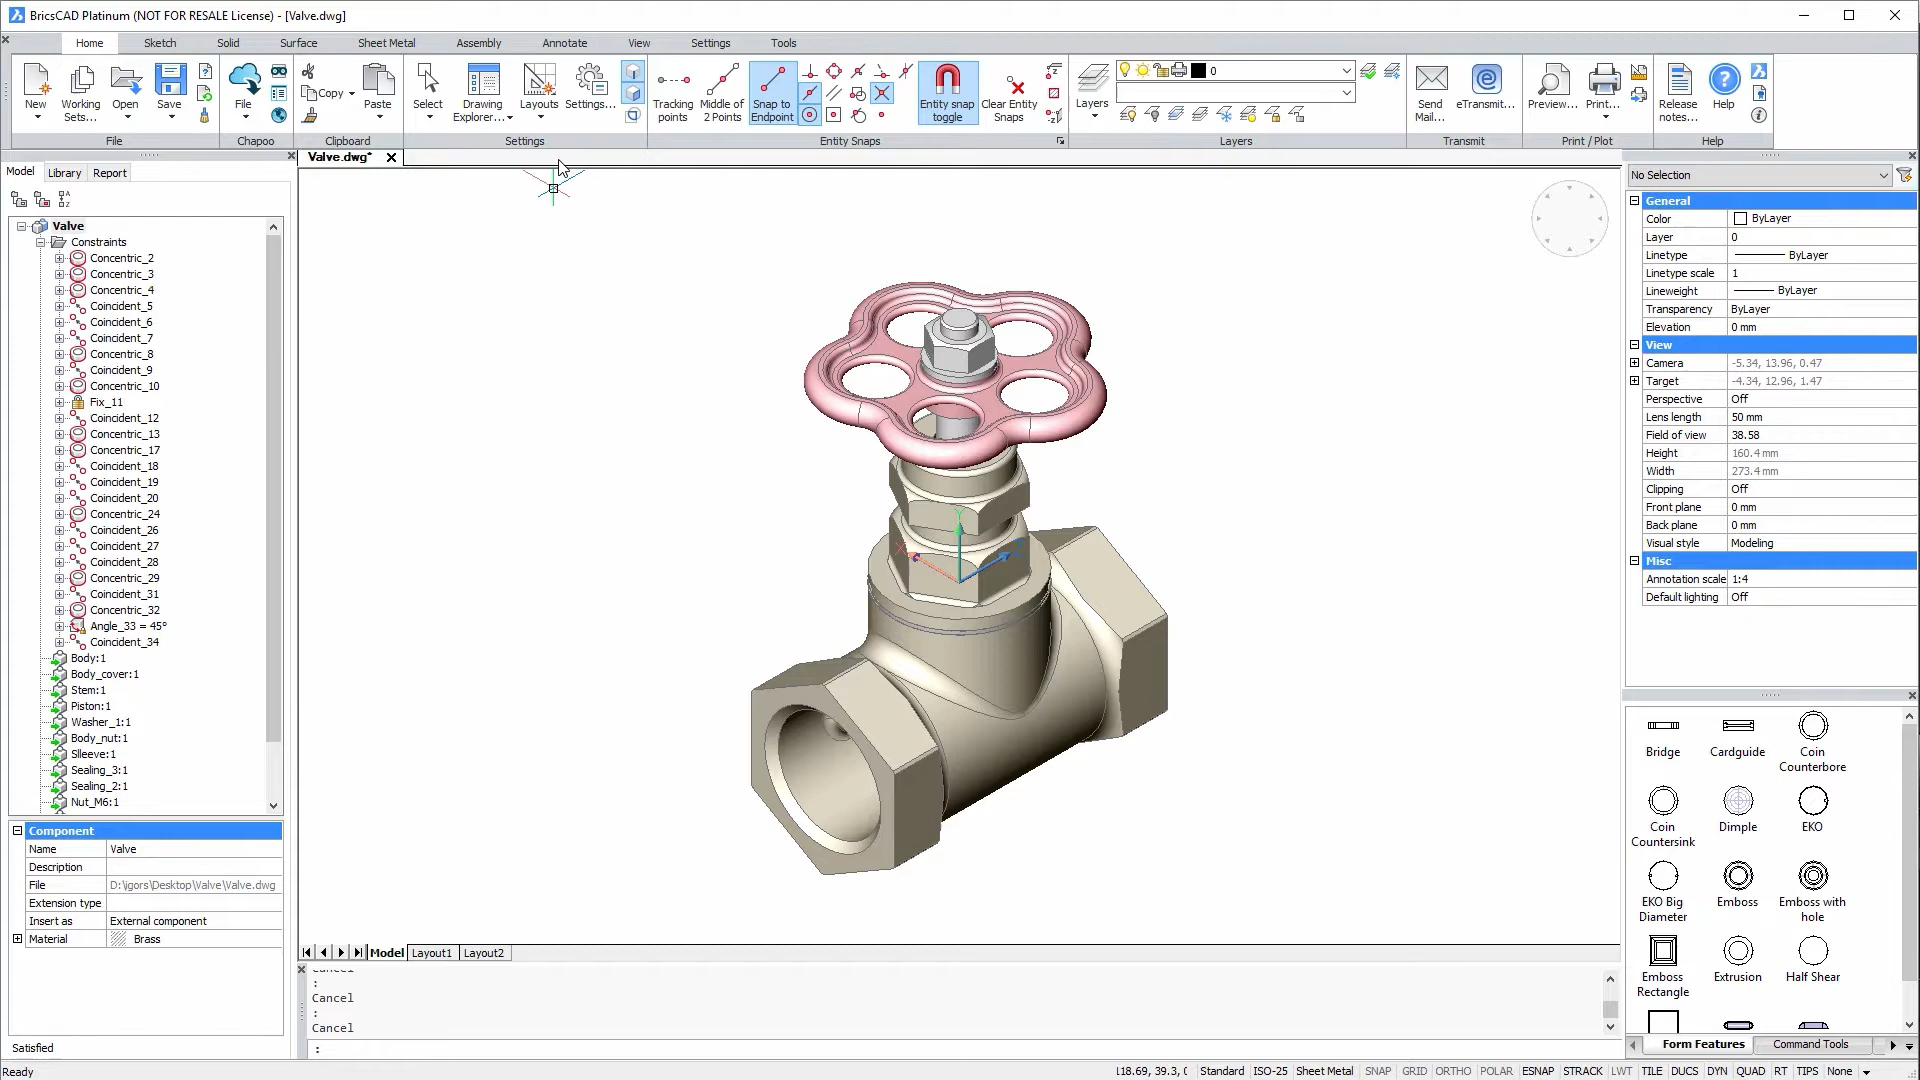 BricsCAD Platinum (NOT FOR RESALE License) - [Valve.dwg]
Home Sketch Solid Surface Sheet Metal Assembly Annotate View Settings Tools
New
Working Sets...
Open
Save
File
File
Chapoo
Copy
Paste
Clipboard
Select
Drawing Explorer...
Layouts
Settings...
Settings
Tracking points
Middle of 2 Points
Snap to Endpoint
Entity snap toggle
Clear Entity Snaps
Entity Snaps
Layers
0
Layers
Send Mail...
eTransmit...
Transmit
Preview...
Print...
Print / Plot
Release notes...
Help
Help
Valve.dwg*
Model Library Report
Valve
Constraints
Concentric_2
Concentric_3
Concentric_4
Coincident_5
Coincident_6
Coincident_7
Concentric_8
Coincident_9
Concentric_10
Fix_11
Coincident_12
Concentric_13
Concentric_17
Coincident_18
Coincident_19
Coincident_20
Concentric_24
Coincident_26
Coincident_27
Coincident_28
Concentric_29
Coincident_31
Concentric_32
Angle_33 = 45°
Coincident_34
Body:1
Body_cover:1
Stem:1
Piston:1
Washer_1:1
Body_nut:1
Slleeve:1
Sealing_3:1
Sealing_2:1
Nut_M6:1
Component
Name Valve
Description
File D:\igors\Desktop\Valve\Valve.dwg
Extension type
Insert as External component
Material Brass
Satisfied
Y
X
Z
Model Layout1 Layout2
Cancel
:
Cancel
:
Cancel
:
No Selection
General
Color ByLayer
Layer 0
Linetype ByLayer
Linetype scale 1
Lineweight ByLayer
Transparency ByLayer
Elevation 0 mm
View
Camera -5.34, 13.96, 0.47
Target -4.34, 12.96, 1.47
Perspective Off
Lens length 50 mm
Field of view 38.58
Height 160.4 mm
Width 273.4 mm
Clipping Off
Front plane 0 mm
Back plane 0 mm
Visual style Modeling
Misc
Annotation scale 1:4
Default lighting Off
Bridge
Cardguide
Coin Counterbore
Coin Countersink
Dimple
EKO
EKO Big Diameter
Emboss
Emboss with hole
Emboss Rectangle
Extrusion
Half Shear
Form Features Command Tools
Ready
118.69, 39.3, 0 Standard ISO-25 Sheet Metal SNAP GRID ORTHO POLAR ESNAP STRACK LWT TILE DUCS DYN QUAD RT TIPS None